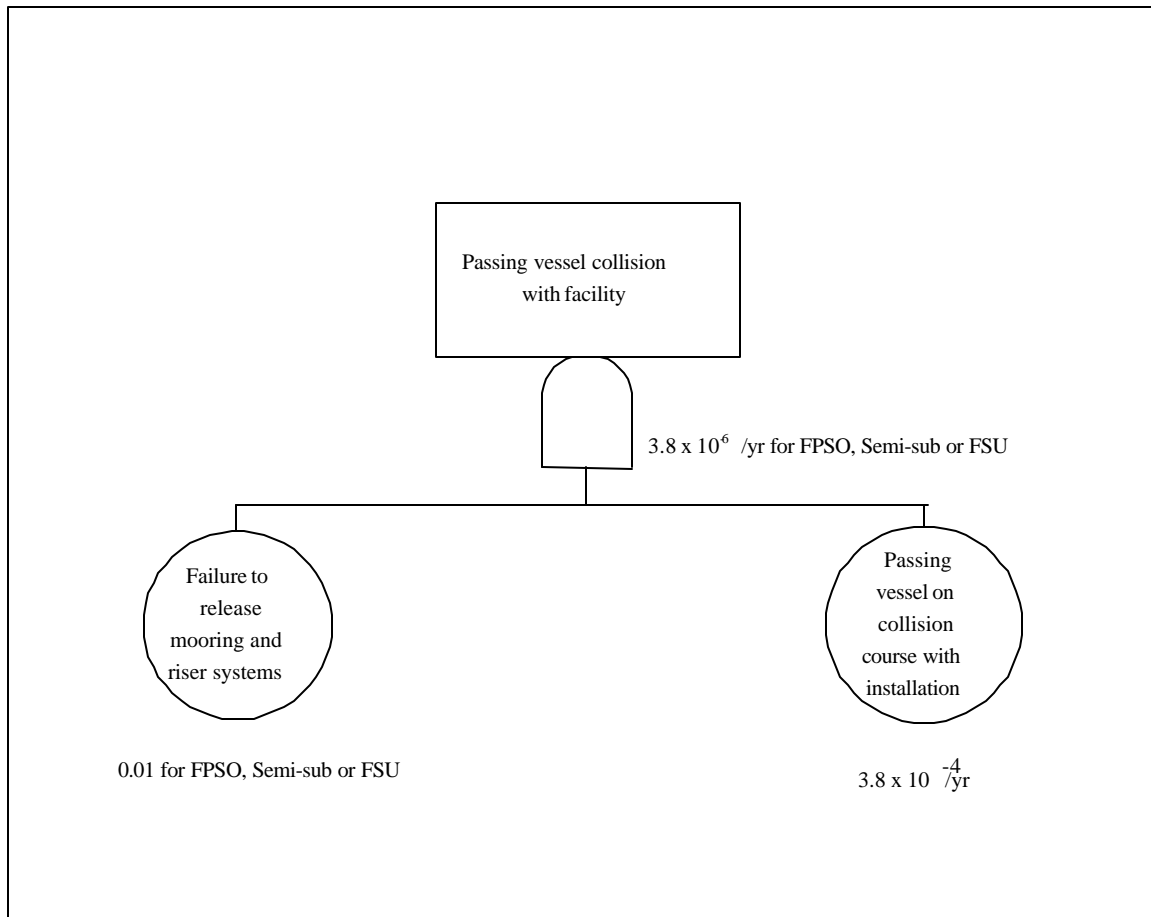 Passing vessel collision
with facility
3.8 x 10⁻⁶ /yr for FPSO, Semi-sub or FSU
Failure to
release
mooring and
riser systems
Passing
vessel on
collision
course with
installation
0.01 for FPSO, Semi-sub or FSU
3.8 x 10⁻⁴/yr